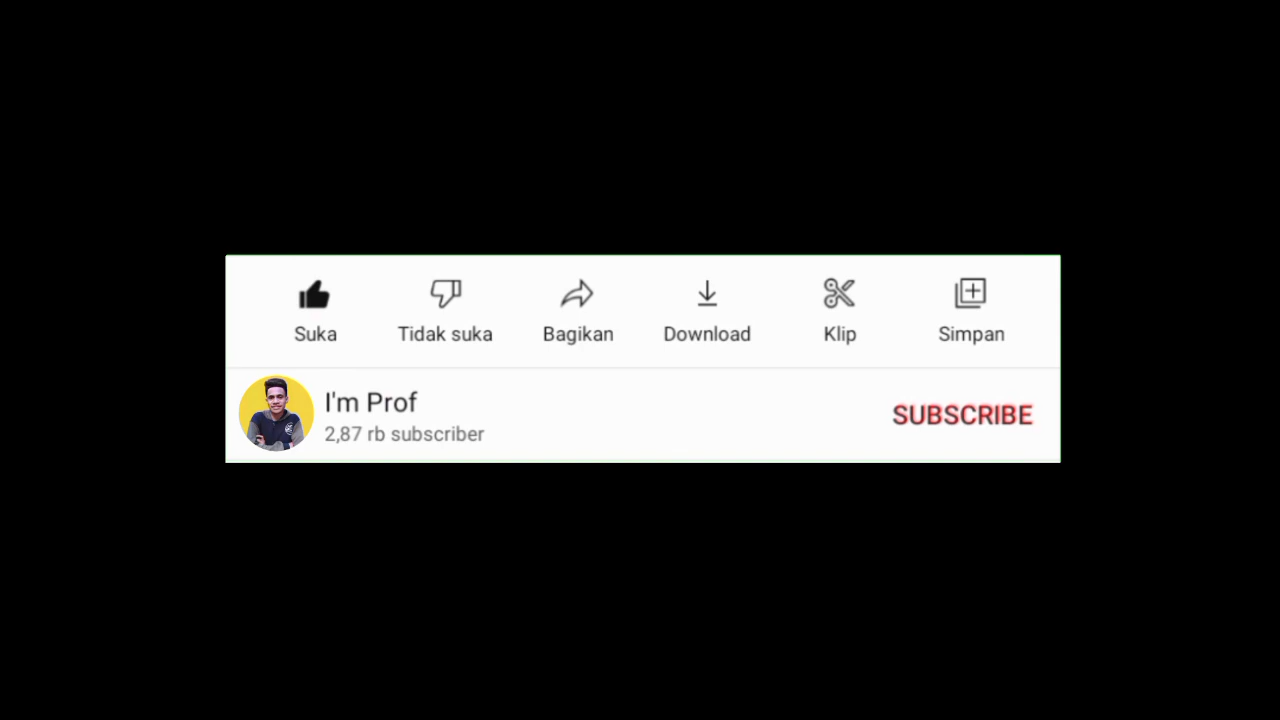 Suka Tidak suka Bagikan Download Klip Simpan
I'm Prof
2,87 rb subscriber
SUBSCRIBE